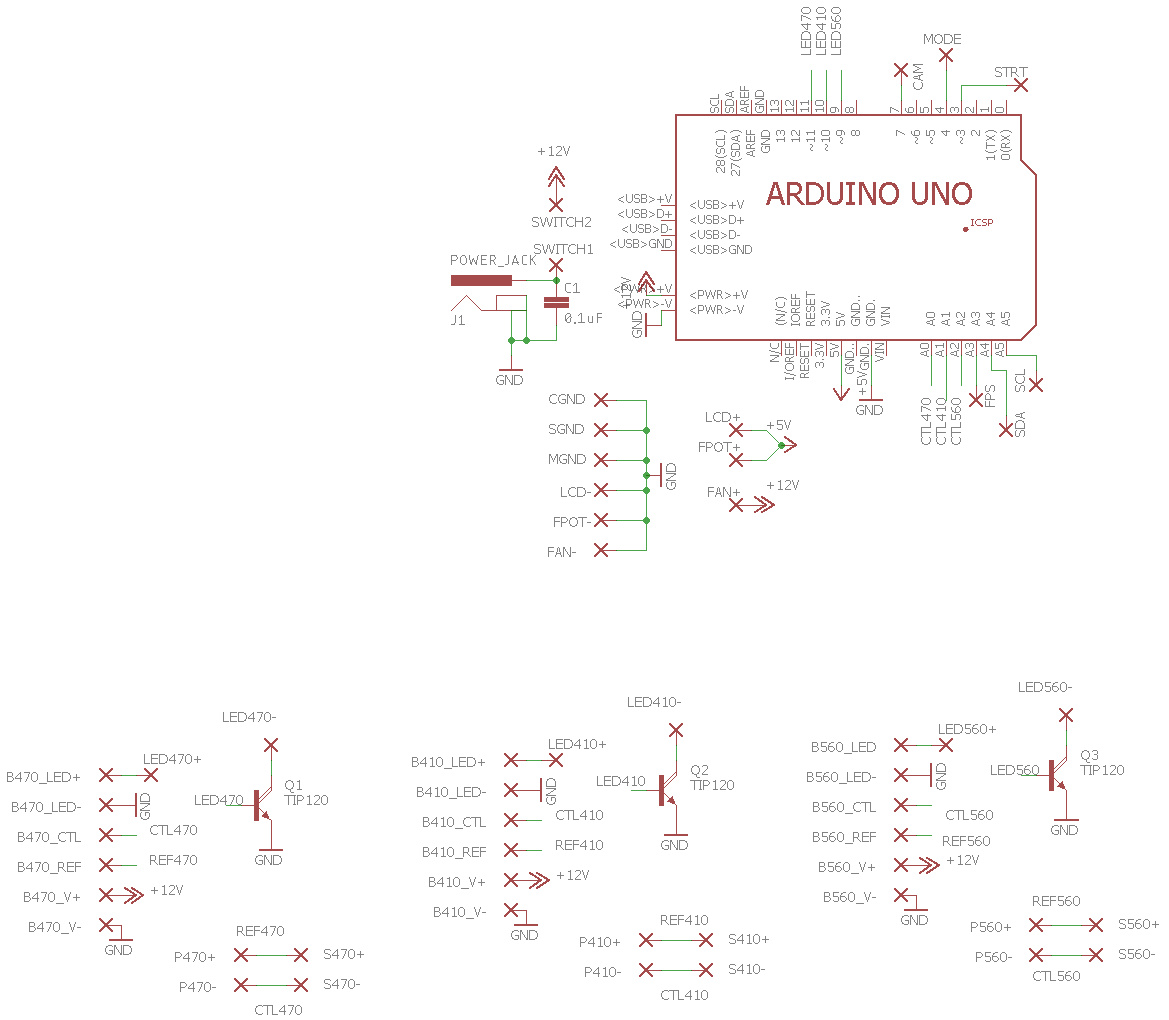 LED470
LED410
LED560
MODE
CAM
STRT
SCL
SDA
AREF
GND
13
12
11
10
9
8
7
6
5
4
3
2
1
0
28(SCL)
27(SDA)
AREF
GND
13
12
~11
~10
~9
8
7
~6
~5
4
~3
2
1(TX)
0(RX)
ARDUINO UNO
ICSP
<USB>+V
<USB>D+
<USB>D-
<USB>GND
<USB>+V
<USB>D+
<USB>D-
<USB>GND
+12V
<PWR>+V
<PWR>-V
<PWR>+V
<PWR>-V
GND
+12V
SWITCH2
SWITCH1
POWER_JACK
J1
C1
0,1uF
GND
(N/C)
IOREF
RESET
3.3V
5V
GND..
GND.
VIN
A0
A1
A2
A3
A4
A5
N/C
I/OREF
RESET
3.3V
5V
GND..
GND.
VIN
A0
A1
A2
A3
A4
A5
+5V
GND
CTL470
CTL410
CTL560
FPS
SDA
SCL
CGND
SGND
MGND
LCD-
FPOT-
FAN-
GND
LCD+
FPOT+
+5V
FAN+
+12V
LED470-
LED470+
B470_LED+
B470_LED-
GND
B470_CTL
CTL470
B470_REF
REF470
B470_V+
+12V
B470_V-
GND
LED470
Q1
TIP120
GND
REF470
P470+
S470+
P470-
S470-
CTL470
LED410-
LED410+
B410_LED+
B410_LED-
GND
B410_CTL
CTL410
B410_REF
REF410
B410_V+
+12V
B410_V-
GND
LED410
Q2
TIP120
GND
REF410
P410+
S410+
P410-
S410-
CTL410
LED560-
LED560+
B560_LED
B560_LED-
GND
B560_CTL
CTL560
B560_REF
REF560
B560_V+
+12V
B560_V-
GND
LED560
Q3
TIP120
GND
REF560
P560+
S560+
P560-
S560-
CTL560